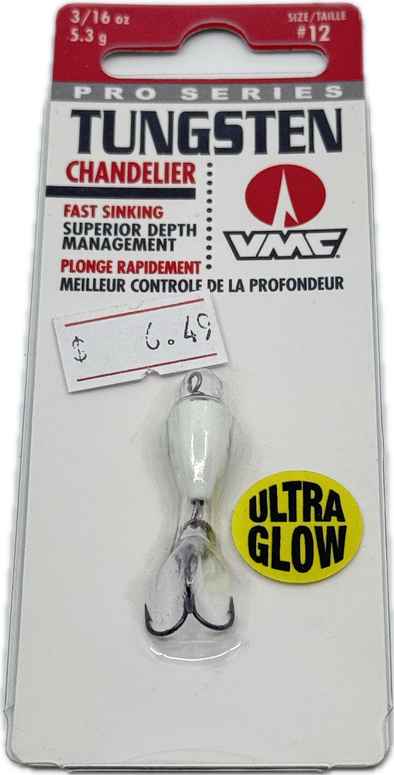 3/16 oz
5.3 g
SIZE/TAILLE
#12
PRO SERIES
TUNGSTEN
CHANDELIER
VMC
FAST SINKING
SUPERIOR DEPTH
MANAGEMENT
PLONGE RAPIDEMENT
MEILLEUR CONTROLE DE LA PROFONDEUR
$ 6.49
ULTRA
GLOW